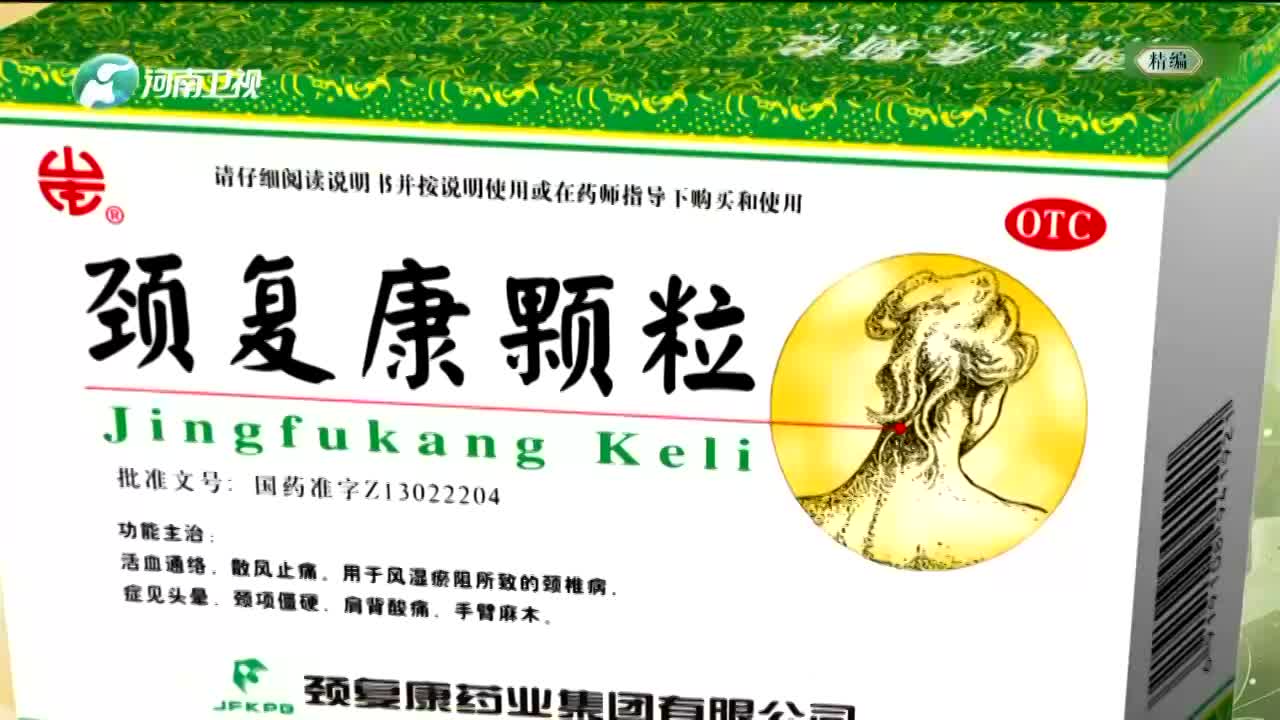 河南卫视
精编
颈复康颗粒
请仔细阅读说明书并按说明使用或在药师指导下购买和使用
OTC
颈复康颗粒
Jingfukang Keli
批准文号：国药准字Z13022204
功能主治：
活血通络、散风止痛。用于风湿瘀阻所致的颈椎病，
症见头晕、颈项僵硬、肩背酸痛、手臂麻木。
JFKPG
颈复康药业集团有限公司